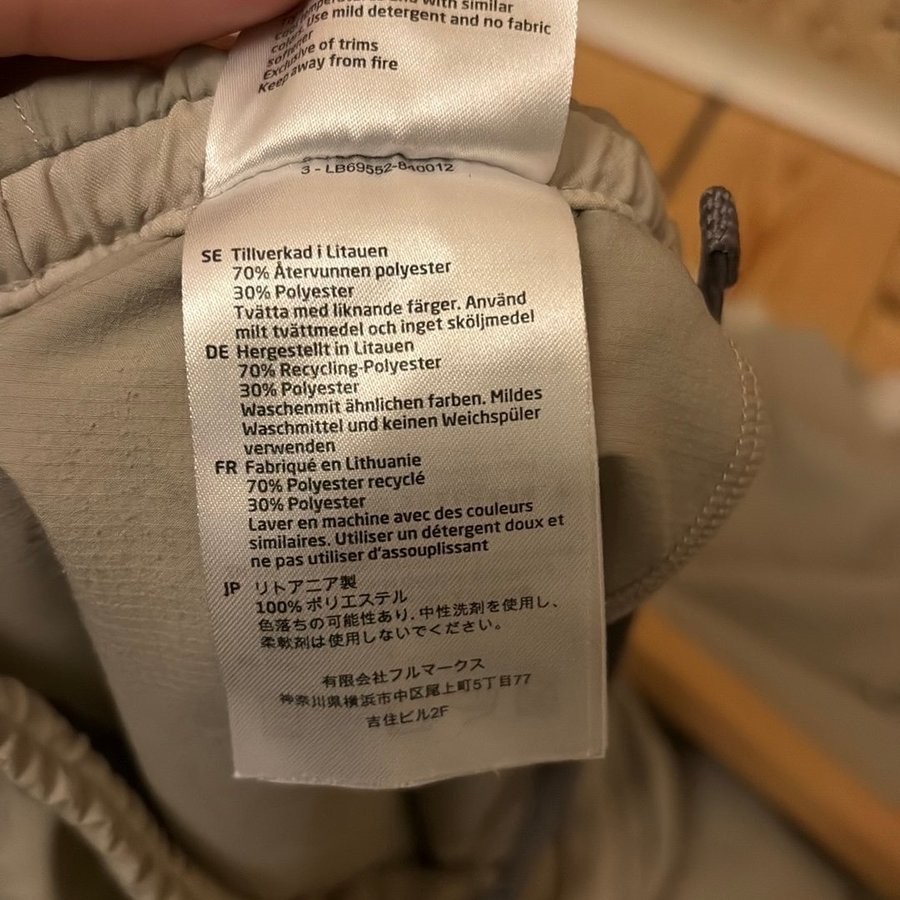 with similar
Use mild detergent and no fabric
softener
Exclusive of trims
Keep away from fire
3 - LB69552-840012
SE Tillverkad i Litauen
70% Återvunnen polyester
30% Polyester
Tvätta med liknande färger. Använd
milt tvättmedel och inget sköljmedel
DE Hergestellt in Litauen
70% Recycling-Polyester
30% Polyester
Waschenmit ähnlichen farben. Mildes
Waschmittel und keinen Weichspüler
verwenden
FR Fabriqué en Lithuanie
70% Polyester recyclé
30% Polyester
Laver en machine avec des couleurs
similaires. Utiliser un détergent doux et
ne pas utiliser d'assouplissant
JP リトアニア製
100% ポリエステル
色落ちの可能性あり. 中性洗剤を使用し、
柔軟剤は使用しないでください。
有限会社フルマークス
神奈川県横浜市中区尾上町5丁目77
吉住ビル2F